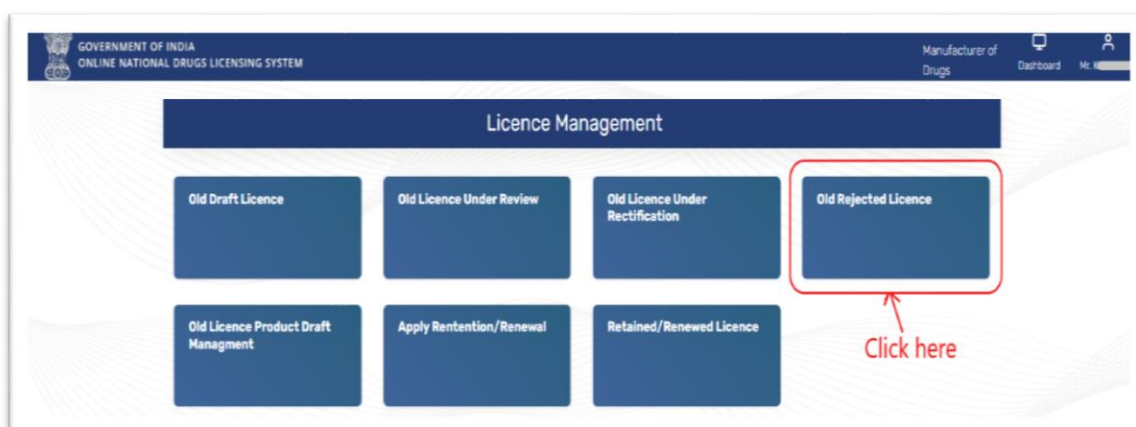 GOVERNMENT OF INDIA
ONLINE NATIONAL DRUGS LICENSING SYSTEM
Manufacturer of
Drugs
Dashboard
Mr.
Licence Management
Old Draft Licence
Old Licence Under Review
Old Licence Under
Rectification
Old Rejected Licence
Old Licence Product Draft
Managment
Apply Rentention/Renewal
Retained/Renewed Licence
Click here